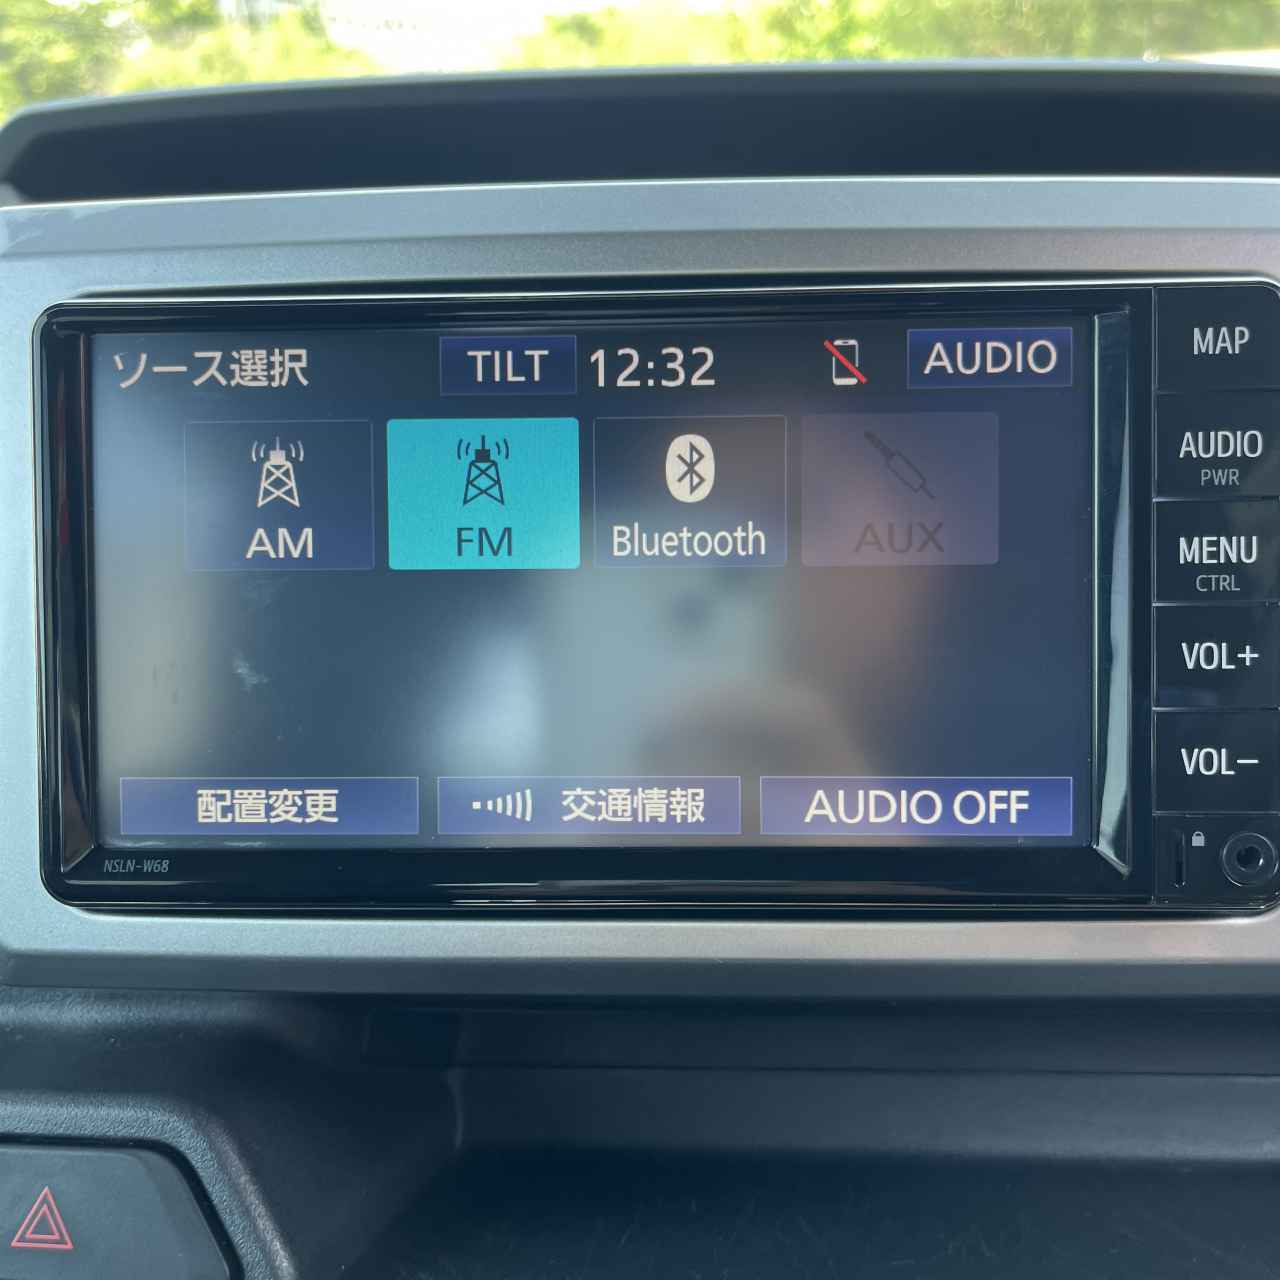 ソース選択 TILT 12:32 AUDIO
AM FM Bluetooth AUX
配置変更 交通情報 AUDIO OFF
NSLN-W68
MAP
AUDIO
PWR
MENU
CTRL
VOL+
VOL-